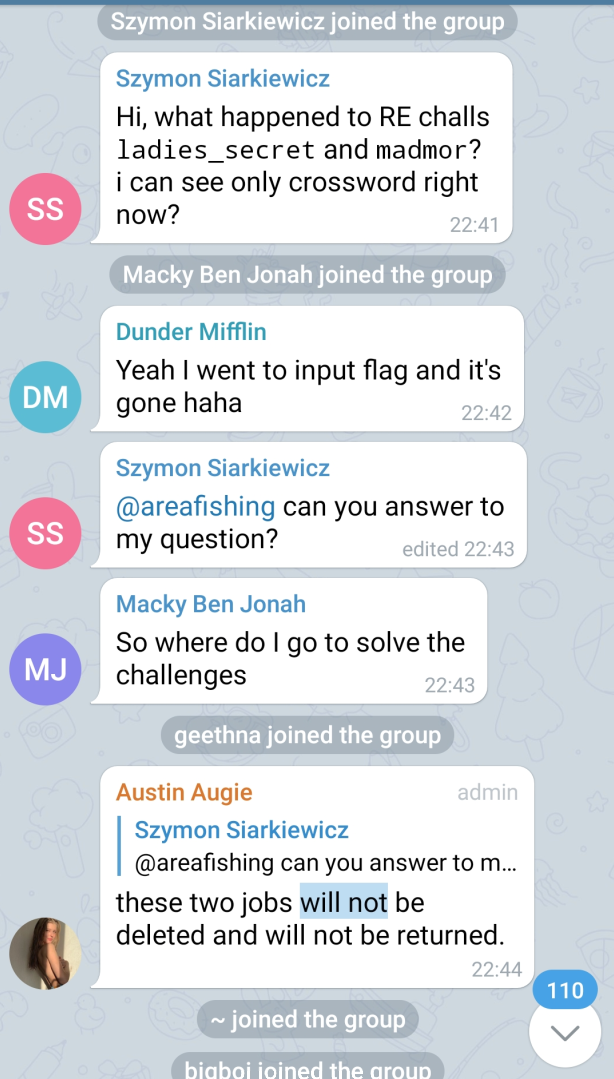 Szymon Siarkiewicz joined the group
Szymon Siarkiewicz
Hi, what happened to RE challs
ladies_secret and madmor?
i can see only crossword right
now?
22:41
SS
Macky Ben Jonah joined the group
Dunder Mifflin
Yeah I went to input flag and it's
gone haha
22:42
DM
Szymon Siarkiewicz
@areafishing can you answer to
my question?
edited 22:43
SS
Macky Ben Jonah
So where do I go to solve the
challenges
22:43
MJ
geethna joined the group
Austin Augie admin
Szymon Siarkiewicz
@areafishing can you answer to m...
these two jobs will not be
deleted and will not be returned.
22:44
110
~ joined the group
bigboi joined the group